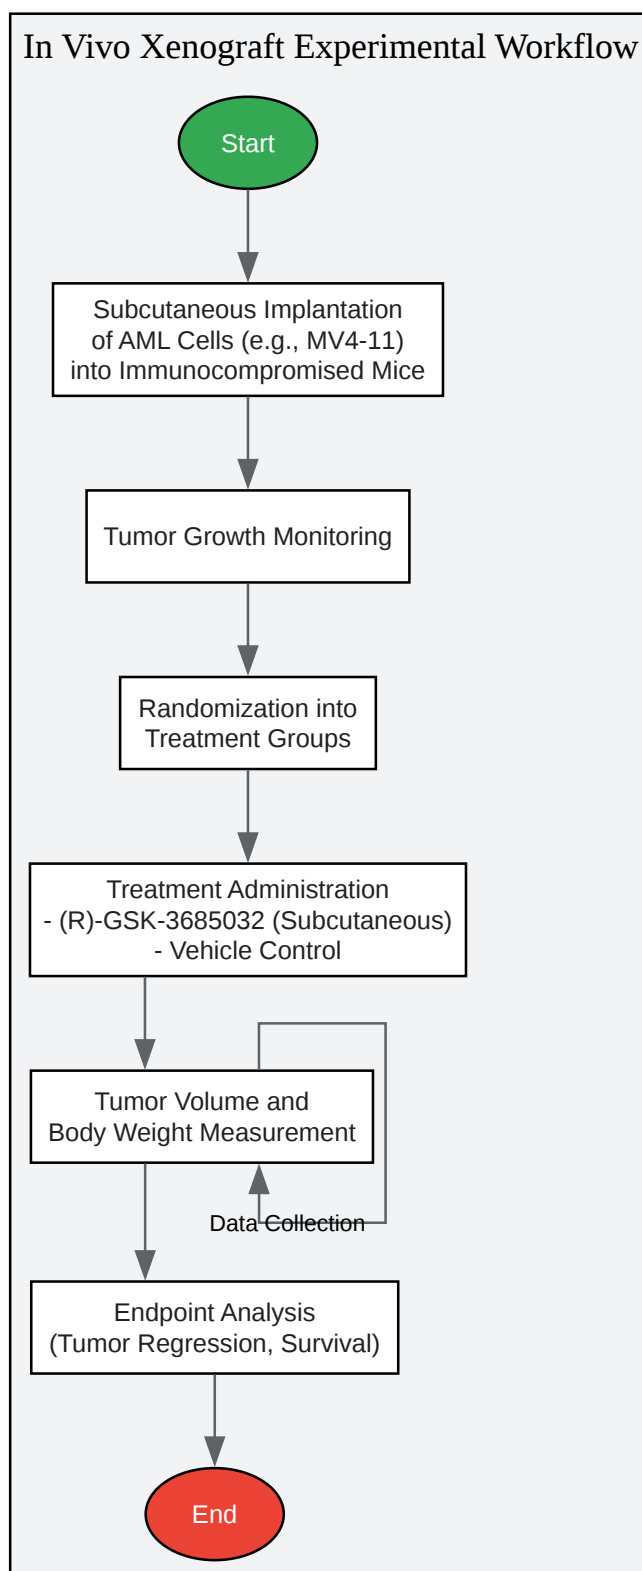 In Vivo Xenograft Experimental Workflow
Start
Subcutaneous Implantation
of AML Cells (e.g., MV4-11)
into Immunocompromised Mice
Tumor Growth Monitoring
Randomization into
Treatment Groups
Treatment Administration
- (R)-GSK-3685032 (Subcutaneous)
- Vehicle Control
Tumor Volume and
Body Weight Measurement
Data Collection
Endpoint Analysis
(Tumor Regression, Survival)
End